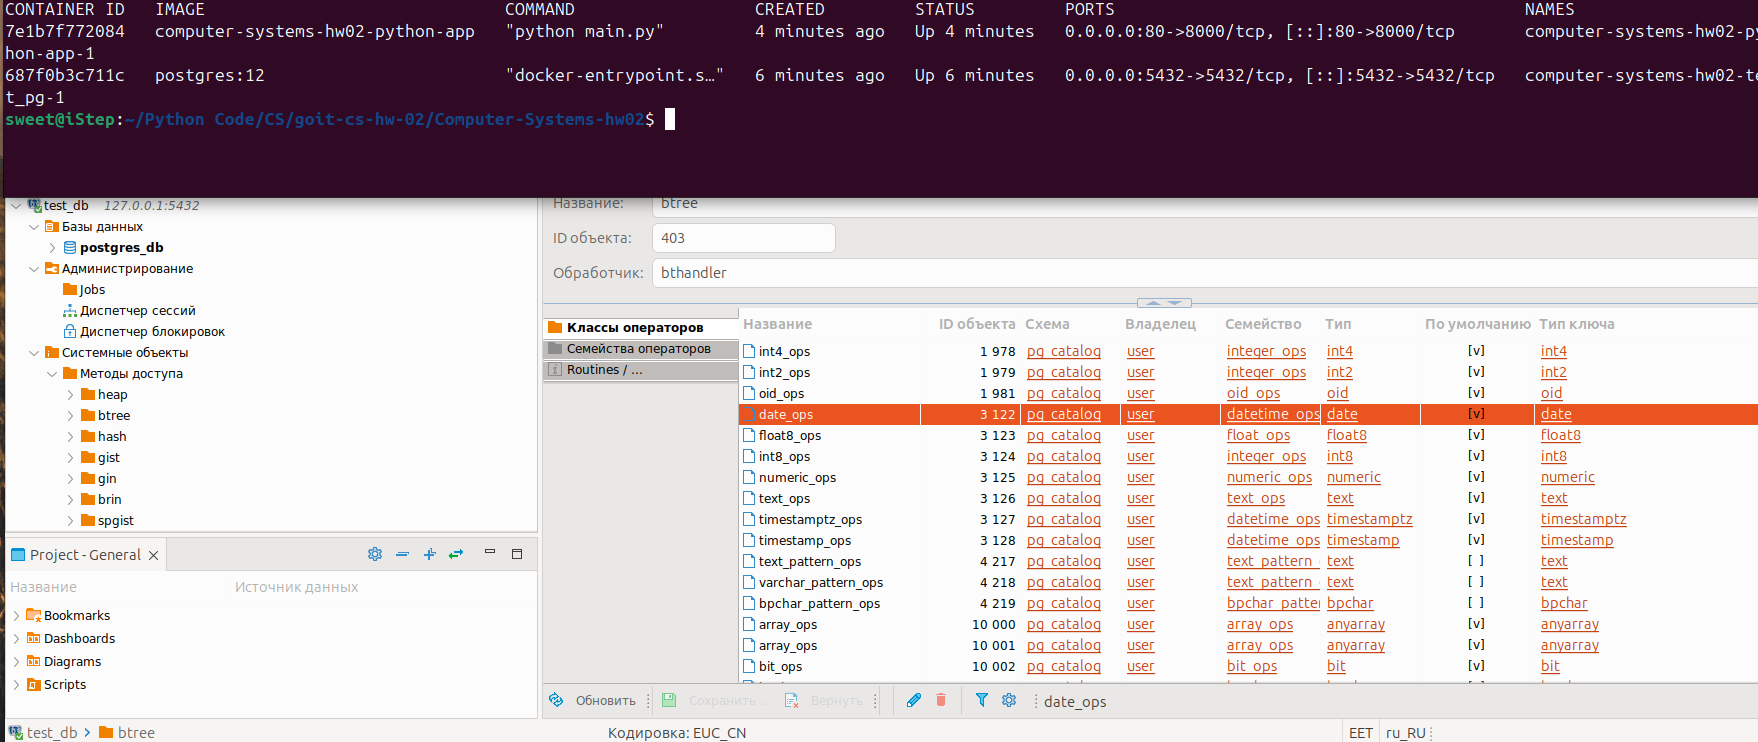 CONTAINER ID   IMAGE   COMMAND   CREATED   STATUS   PORTS   NAMES
7e1b7f772084   computer-systems-hw02-python-app   "python main.py"   4 minutes ago   Up 4 minutes   0.0.0.0:80->8000/tcp, [::]:80->8000/tcp   computer-systems-hw02-py
hon-app-1
687f0b3c711c   postgres:12   "docker-entrypoint.s…"   6 minutes ago   Up 6 minutes   0.0.0.0:5432->5432/tcp, [::]:5432->5432/tcp   computer-systems-hw02-te
t_pg-1
sweet@iStep:~/Python Code/CS/goit-cs-hw-02/Computer-Systems-hw02$
test_db 127.0.0.1:5432
Базы данных
postgres_db
Администрирование
Jobs
Диспетчер сессий
Диспетчер блокировок
Системные объекты
Методы доступа
heap
btree
hash
gist
gin
brin
spgist
Project - General
Название Источник данных
Bookmarks
Dashboards
Diagrams
Scripts
Название: btree
ID объекта: 403
Обработчик: bthandler
Классы операторов
Семейства операторов
Routines / ...
Название ID объекта Схема Владелец Семейство Тип По умолчанию Тип ключа
int4_ops 1 978 pg_catalog user integer_ops int4 [v] int4
int2_ops 1 979 pg_catalog user integer_ops int2 [v] int2
oid_ops 1 981 pg_catalog user oid_ops oid [v] oid
date_ops 3 122 pg_catalog user datetime_ops date [v] date
float8_ops 3 123 pg_catalog user float_ops float8 [v] float8
int8_ops 3 124 pg_catalog user integer_ops int8 [v] int8
numeric_ops 3 125 pg_catalog user numeric_ops numeric [v] numeric
text_ops 3 126 pg_catalog user text_ops text [v] text
timestamptz_ops 3 127 pg_catalog user datetime_ops timestamptz [v] timestamptz
timestamp_ops 3 128 pg_catalog user datetime_ops timestamp [v] timestamp
text_pattern_ops 4 217 pg_catalog user text_pattern_ text [ ] text
varchar_pattern_ops 4 218 pg_catalog user text_pattern_ text [ ] text
bpchar_pattern_ops 4 219 pg_catalog user bpchar_patter bpchar [ ] bpchar
array_ops 10 000 pg_catalog user array_ops anyarray [v] anyarray
array_ops 10 001 pg_catalog user array_ops anyarray [v] anyarray
bit_ops 10 002 pg_catalog user bit_ops bit [v] bit
Обновить Сохранить ... Вернуть date_ops
test_db btree Кодировка: EUC_CN EET ru_RU